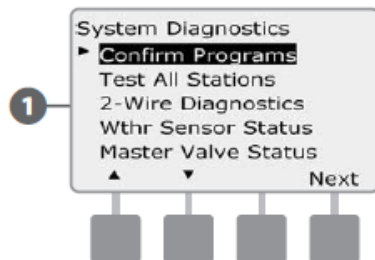 System Diagnostics
Confirm Programs
Test All Stations
1
2-Wire Diagnostics
Wthr Sensor Status
Master Valve Status
Next